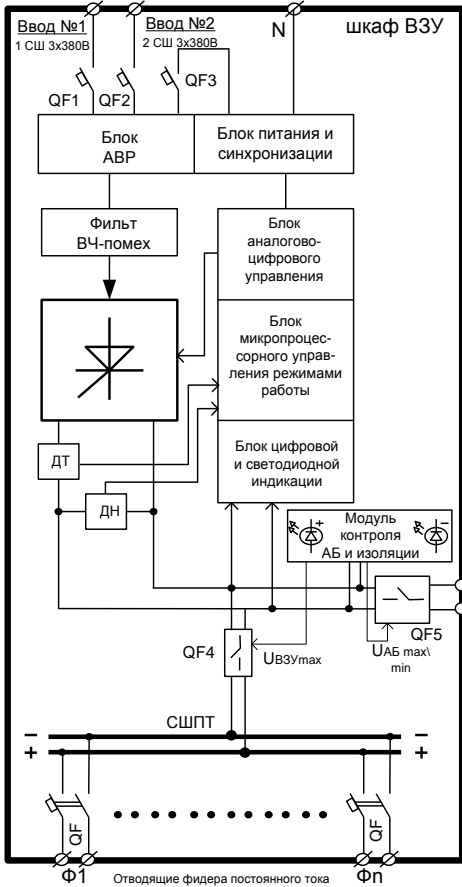 Ввод №1
Ввод №2
N
шкаф ВЗУ
1 СШ 3х380В
2 СШ 3х380В
QF1
QF2
QF3
Блок
АВР
Блок питания и
синхронизации
Фильт
ВЧ-помех
Блок
аналогово-
цифрового
управления
Блок
микропроцес-
сорного управ-
ления режимами
работы
ДТ
ДН
Блок цифровой
и светодиодной
индикации
Модуль
контроля
АБ и изоляции
+
−
QF4
UВЗУmax
QF5
UАБ max\
min
СШПТ
−
−
+
+
QF
QF
Ф1
Отводящие фидера постоянного тока
Фn